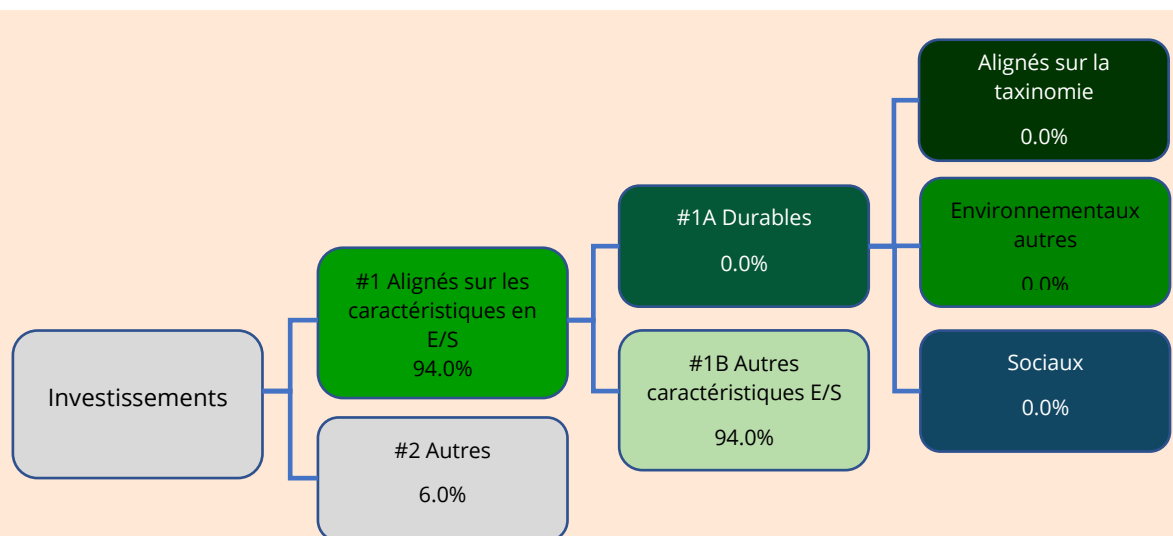 Investissements
#1 Alignés sur les
caractéristiques en
E/S
94.0%
#2 Autres
6.0%
#1A Durables
0.0%
#1B Autres
caractéristiques E/S
94.0%
Alignés sur la
taxinomie
0.0%
Environnementaux
autres
0.0%
Sociaux
0.0%